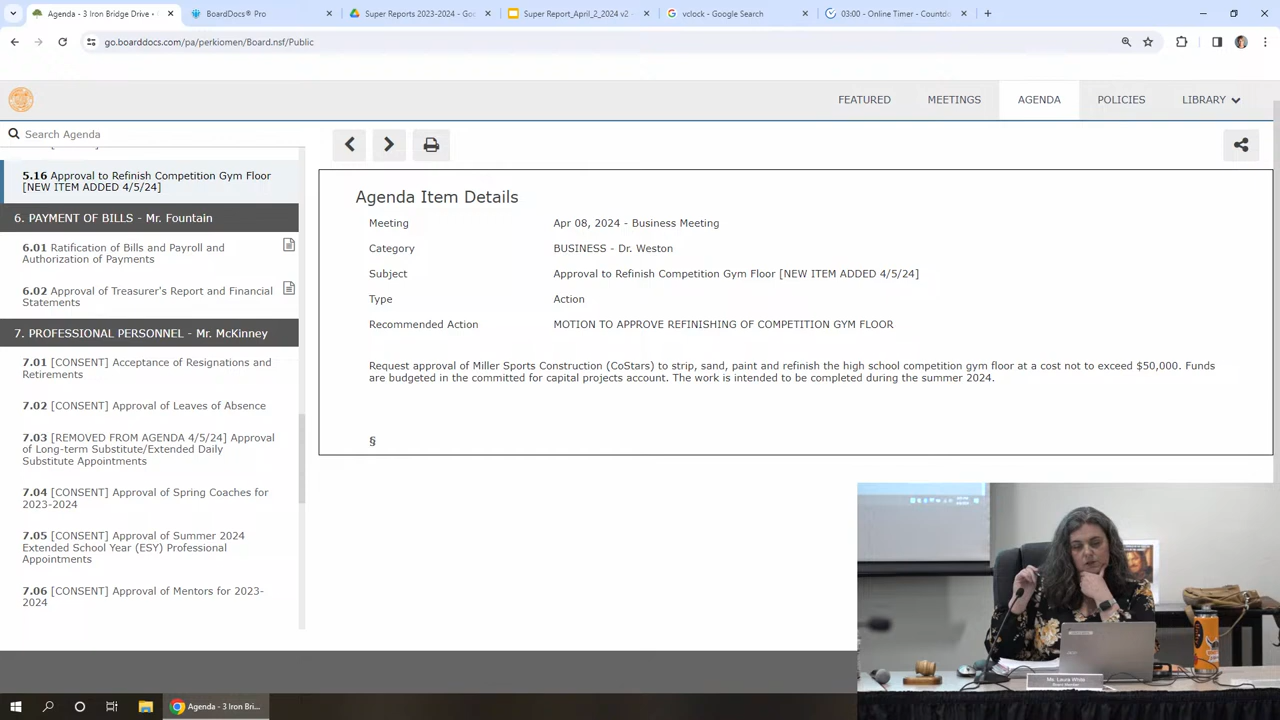 Agenda - 3 Iron Bridge Drive •
BoardDocs® Pro
Super Reports 2023-2024 - Goo
Super Report_April_2_2024 v2 -
vclock - Google Search
03:00 - Online Timer - Countdo
go.boarddocs.com/pa/perkiomen/Board.nsf/Public
FEATURED
MEETINGS
AGENDA
POLICIES
LIBRARY
Search Agenda
5.16 Approval to Refinish Competition Gym Floor
[NEW ITEM ADDED 4/5/24]
6. PAYMENT OF BILLS - Mr. Fountain
6.01 Ratification of Bills and Payroll and
Authorization of Payments
6.02 Approval of Treasurer's Report and Financial
Statements
7. PROFESSIONAL PERSONNEL - Mr. McKinney
7.01 [CONSENT] Acceptance of Resignations and
Retirements
7.02 [CONSENT] Approval of Leaves of Absence
7.03 [REMOVED FROM AGENDA 4/5/24] Approval
of Long-term Substitute/Extended Daily
Substitute Appointments
7.04 [CONSENT] Approval of Spring Coaches for
2023-2024
7.05 [CONSENT] Approval of Summer 2024
Extended School Year (ESY) Professional
Appointments
7.06 [CONSENT] Approval of Mentors for 2023-
2024
Agenda Item Details
Meeting
Apr 08, 2024 - Business Meeting
Category
BUSINESS - Dr. Weston
Subject
Approval to Refinish Competition Gym Floor [NEW ITEM ADDED 4/5/24]
Type
Action
Recommended Action
MOTION TO APPROVE REFINISHING OF COMPETITION GYM FLOOR
Request approval of Miller Sports Construction (CoStars) to strip, sand, paint and refinish the high school competition gym floor at a cost not to exceed $50,000. Funds
are budgeted in the committed for capital projects account. The work is intended to be completed during the summer 2024.
§
Ms. Laura White
Board Member
Agenda - 3 Iron Bri...